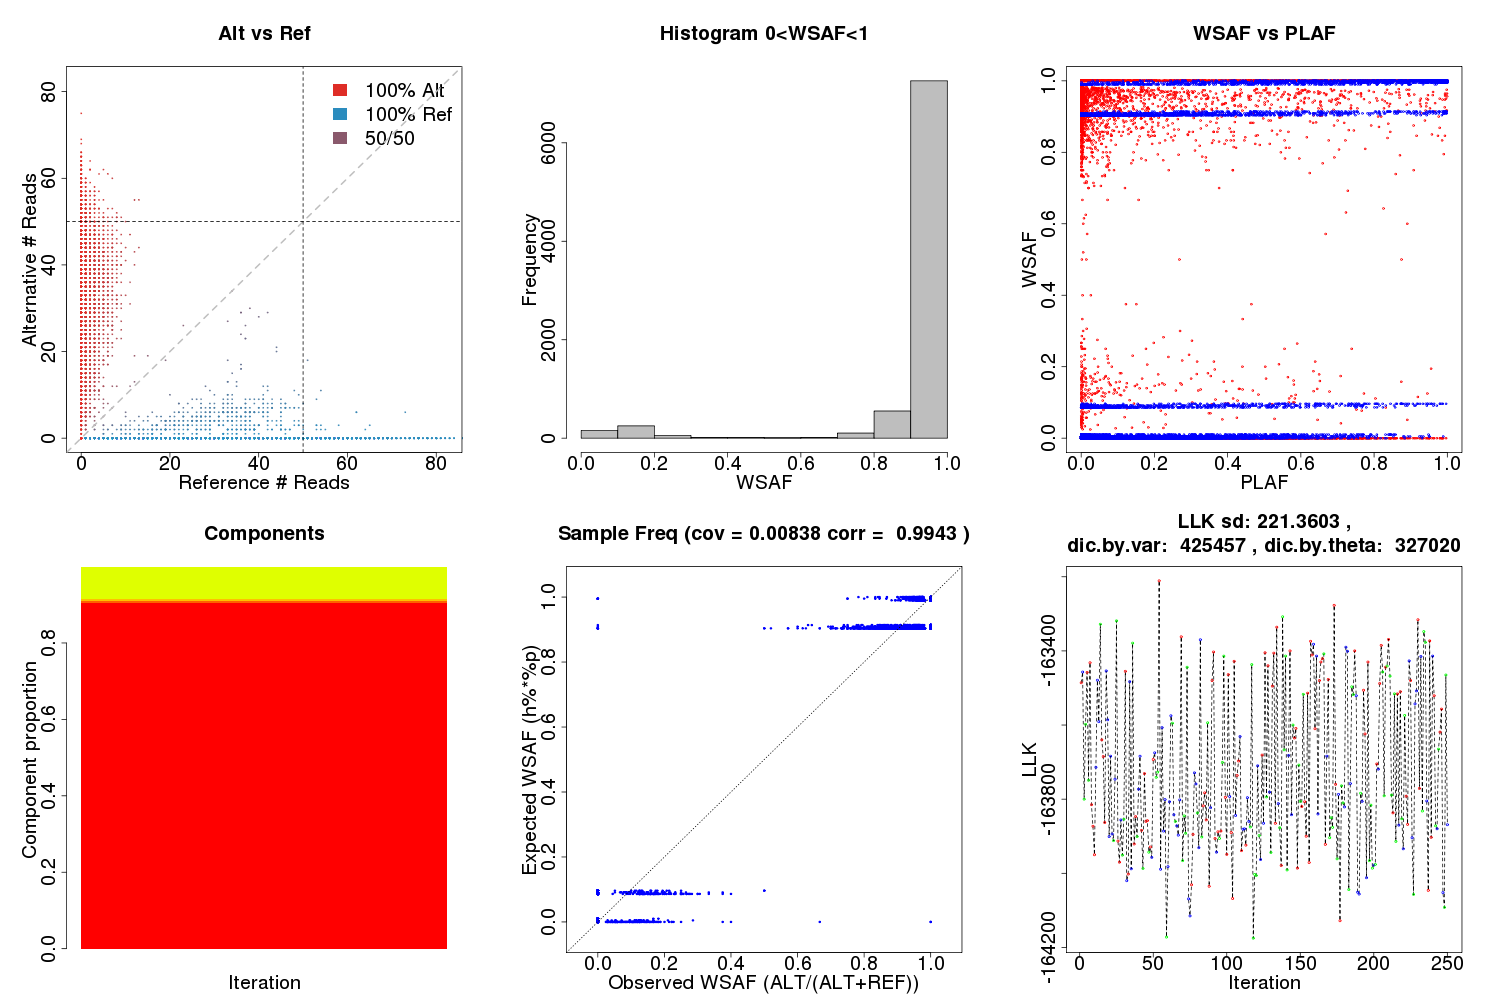 Alt vs Ref
Alternative # Reads
0 20 40 60 80
100% Alt
100% Ref
50/50
0 20 40 60 80
Reference # Reads
Histogram 0<WSAF<1
Frequency
0 2000 4000 6000
0.0 0.2 0.4 0.6 0.8 1.0
WSAF
WSAF vs PLAF
WSAF
0.0 0.2 0.4 0.6 0.8 1.0
0.0 0.2 0.4 0.6 0.8 1.0
PLAF
Components
Component proportion
0.0 0.2 0.4 0.6 0.8
Iteration
Sample Freq (cov = 0.00838 corr = 0.9943 )
Expected WSAF (h%*%p)
0.0 0.2 0.4 0.6 0.8 1.0
0.0 0.2 0.4 0.6 0.8 1.0
Observed WSAF (ALT/(ALT+REF))
LLK sd: 221.3603 ,
dic.by.var: 425457 , dic.by.theta: 327020
LLK
-164200 -163800 -163400
0 50 100 150 200 250
Iteration